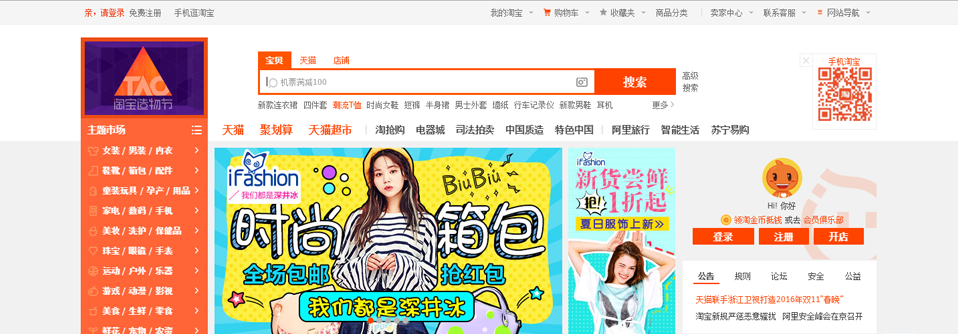 亲，请登录 免费注册 手机逛淘宝 我的淘宝 购物车 收藏夹 商品分类 卖家中心 联系客服 网站导航
TAO
淘宝造物节
宝贝 天猫 店铺
机票满减100 搜索 高级搜索
手机淘宝
新款连衣裙 四件套 潮流T恤 时尚女鞋 短裤 半身裙 男士外套 墙纸 行车记录仪 新款男鞋 耳机 更多
主题市场 天猫 聚划算 天猫超市 淘抢购 电器城 司法拍卖 中国质造 特色中国 阿里旅行 智能生活 苏宁易购
女装 / 男装 / 内衣
鞋靴 / 箱包 / 配件
童装玩具 / 孕产 / 用品
家电 / 数码 / 手机
美妆 / 洗护 / 保健品
珠宝 / 眼镜 / 手表
运动 / 户外 / 乐器
游戏 / 动漫 / 影视
美食 / 生鲜 / 零食
鲜花 / 宠物 / 农资
iFashion
我们都是深井冰
BiuBiu
时尚箱包
全场包邮 抢红包
我们都是深井冰
iFashion
新货尝鲜
抢！1折起
夏日服饰上新»
Hi! 你好
领淘金币抵钱 或去 会员俱乐部
登录 注册 开店
公告 规则 论坛 安全 公益
天猫联手浙江卫视打造2016年双11"春晚"
淘宝新规严惩恶意骚扰 阿里安全峰会在京召开